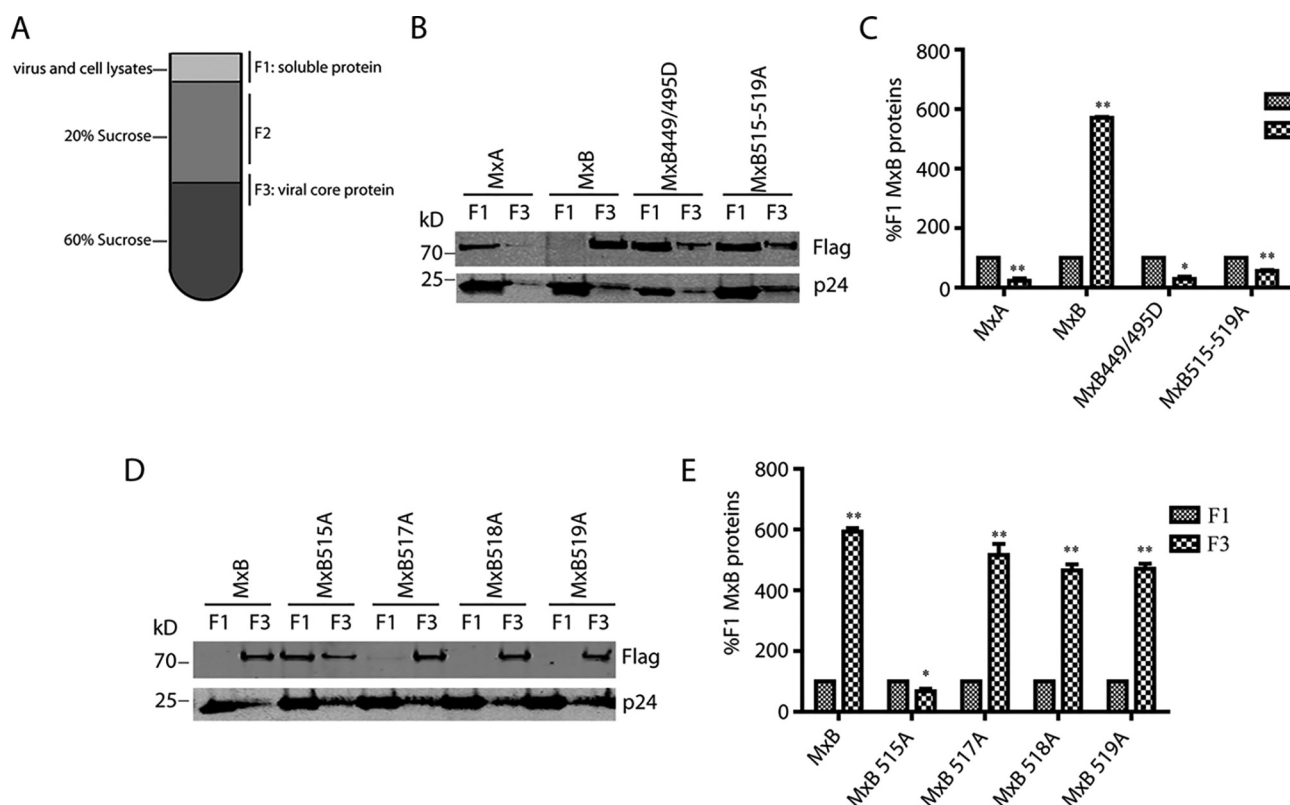 A
virus and cell lysates
F1: soluble protein
20% Sucrose
F2
F3: viral core protein
60% Sucrose
B
MxA
MxB
MxB449/495D
MxB515-519A
kD
F1 F3 F1 F3 F1 F3 F1 F3
70
Flag
25
p24
C
%F1 MxB proteins
800
600
400
200
0
**
**
*
**
MxA
MxB
MxB449/495D
MxB515-519A
D
MxB
MxB515A
MxB517A
MxB518A
MxB519A
kD
F1 F3 F1 F3 F1 F3 F1 F3 F1 F3
70
Flag
25
p24
E
%F1 MxB proteins
800
600
400
200
0
**
*
**
**
**
F1
F3
MxB
MxB 515A
MxB 517A
MxB 518A
MxB 519A